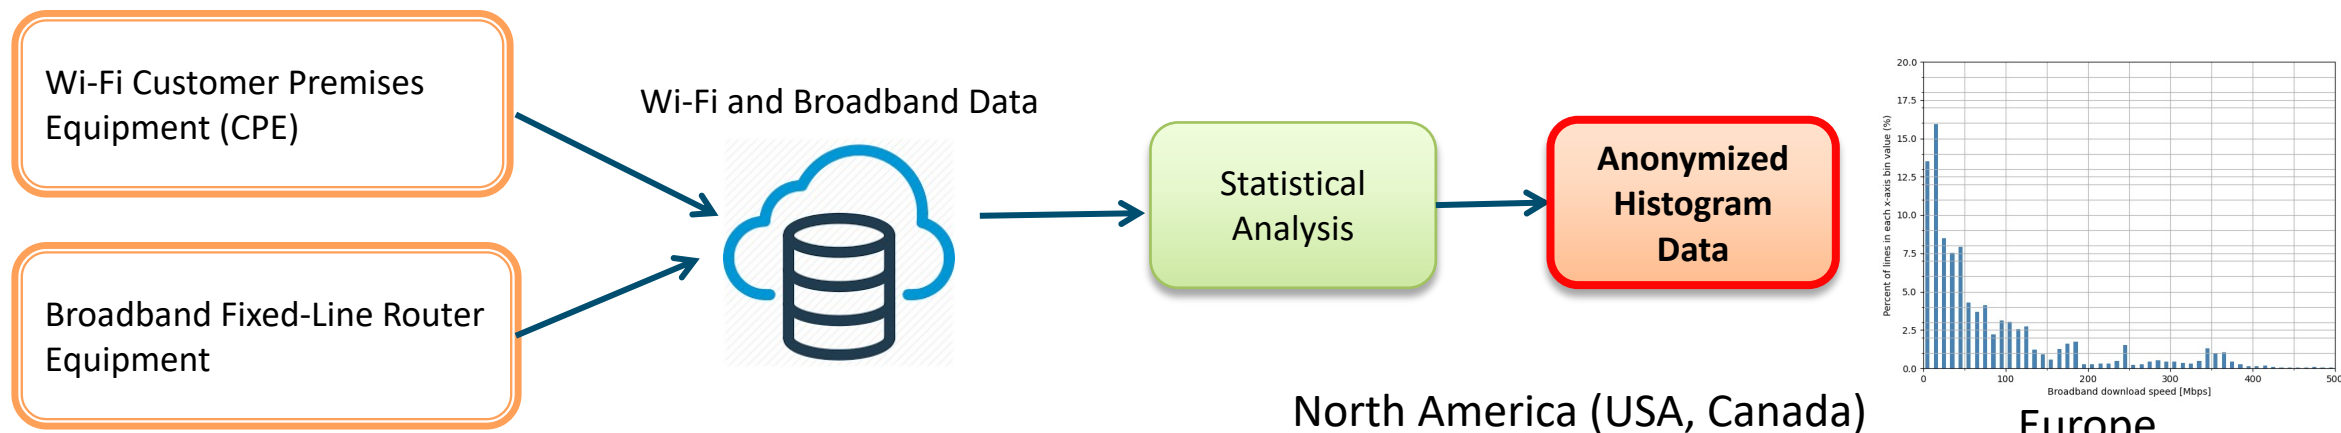 Wi-Fi Customer Premises
Equipment (CPE)
Broadband Fixed-Line Router
Equipment
Wi-Fi and Broadband Data
Statistical
Analysis
Anonymized
Histogram
Data
Percent of lines in each x-axis bin value (%)
20.0
17.5
15.0
12.5
10.0
7.5
5.0
2.5
0.0
0 100 200 300 400 500
Broadband download speed [Mbps]
North America (USA, Canada)
Europe